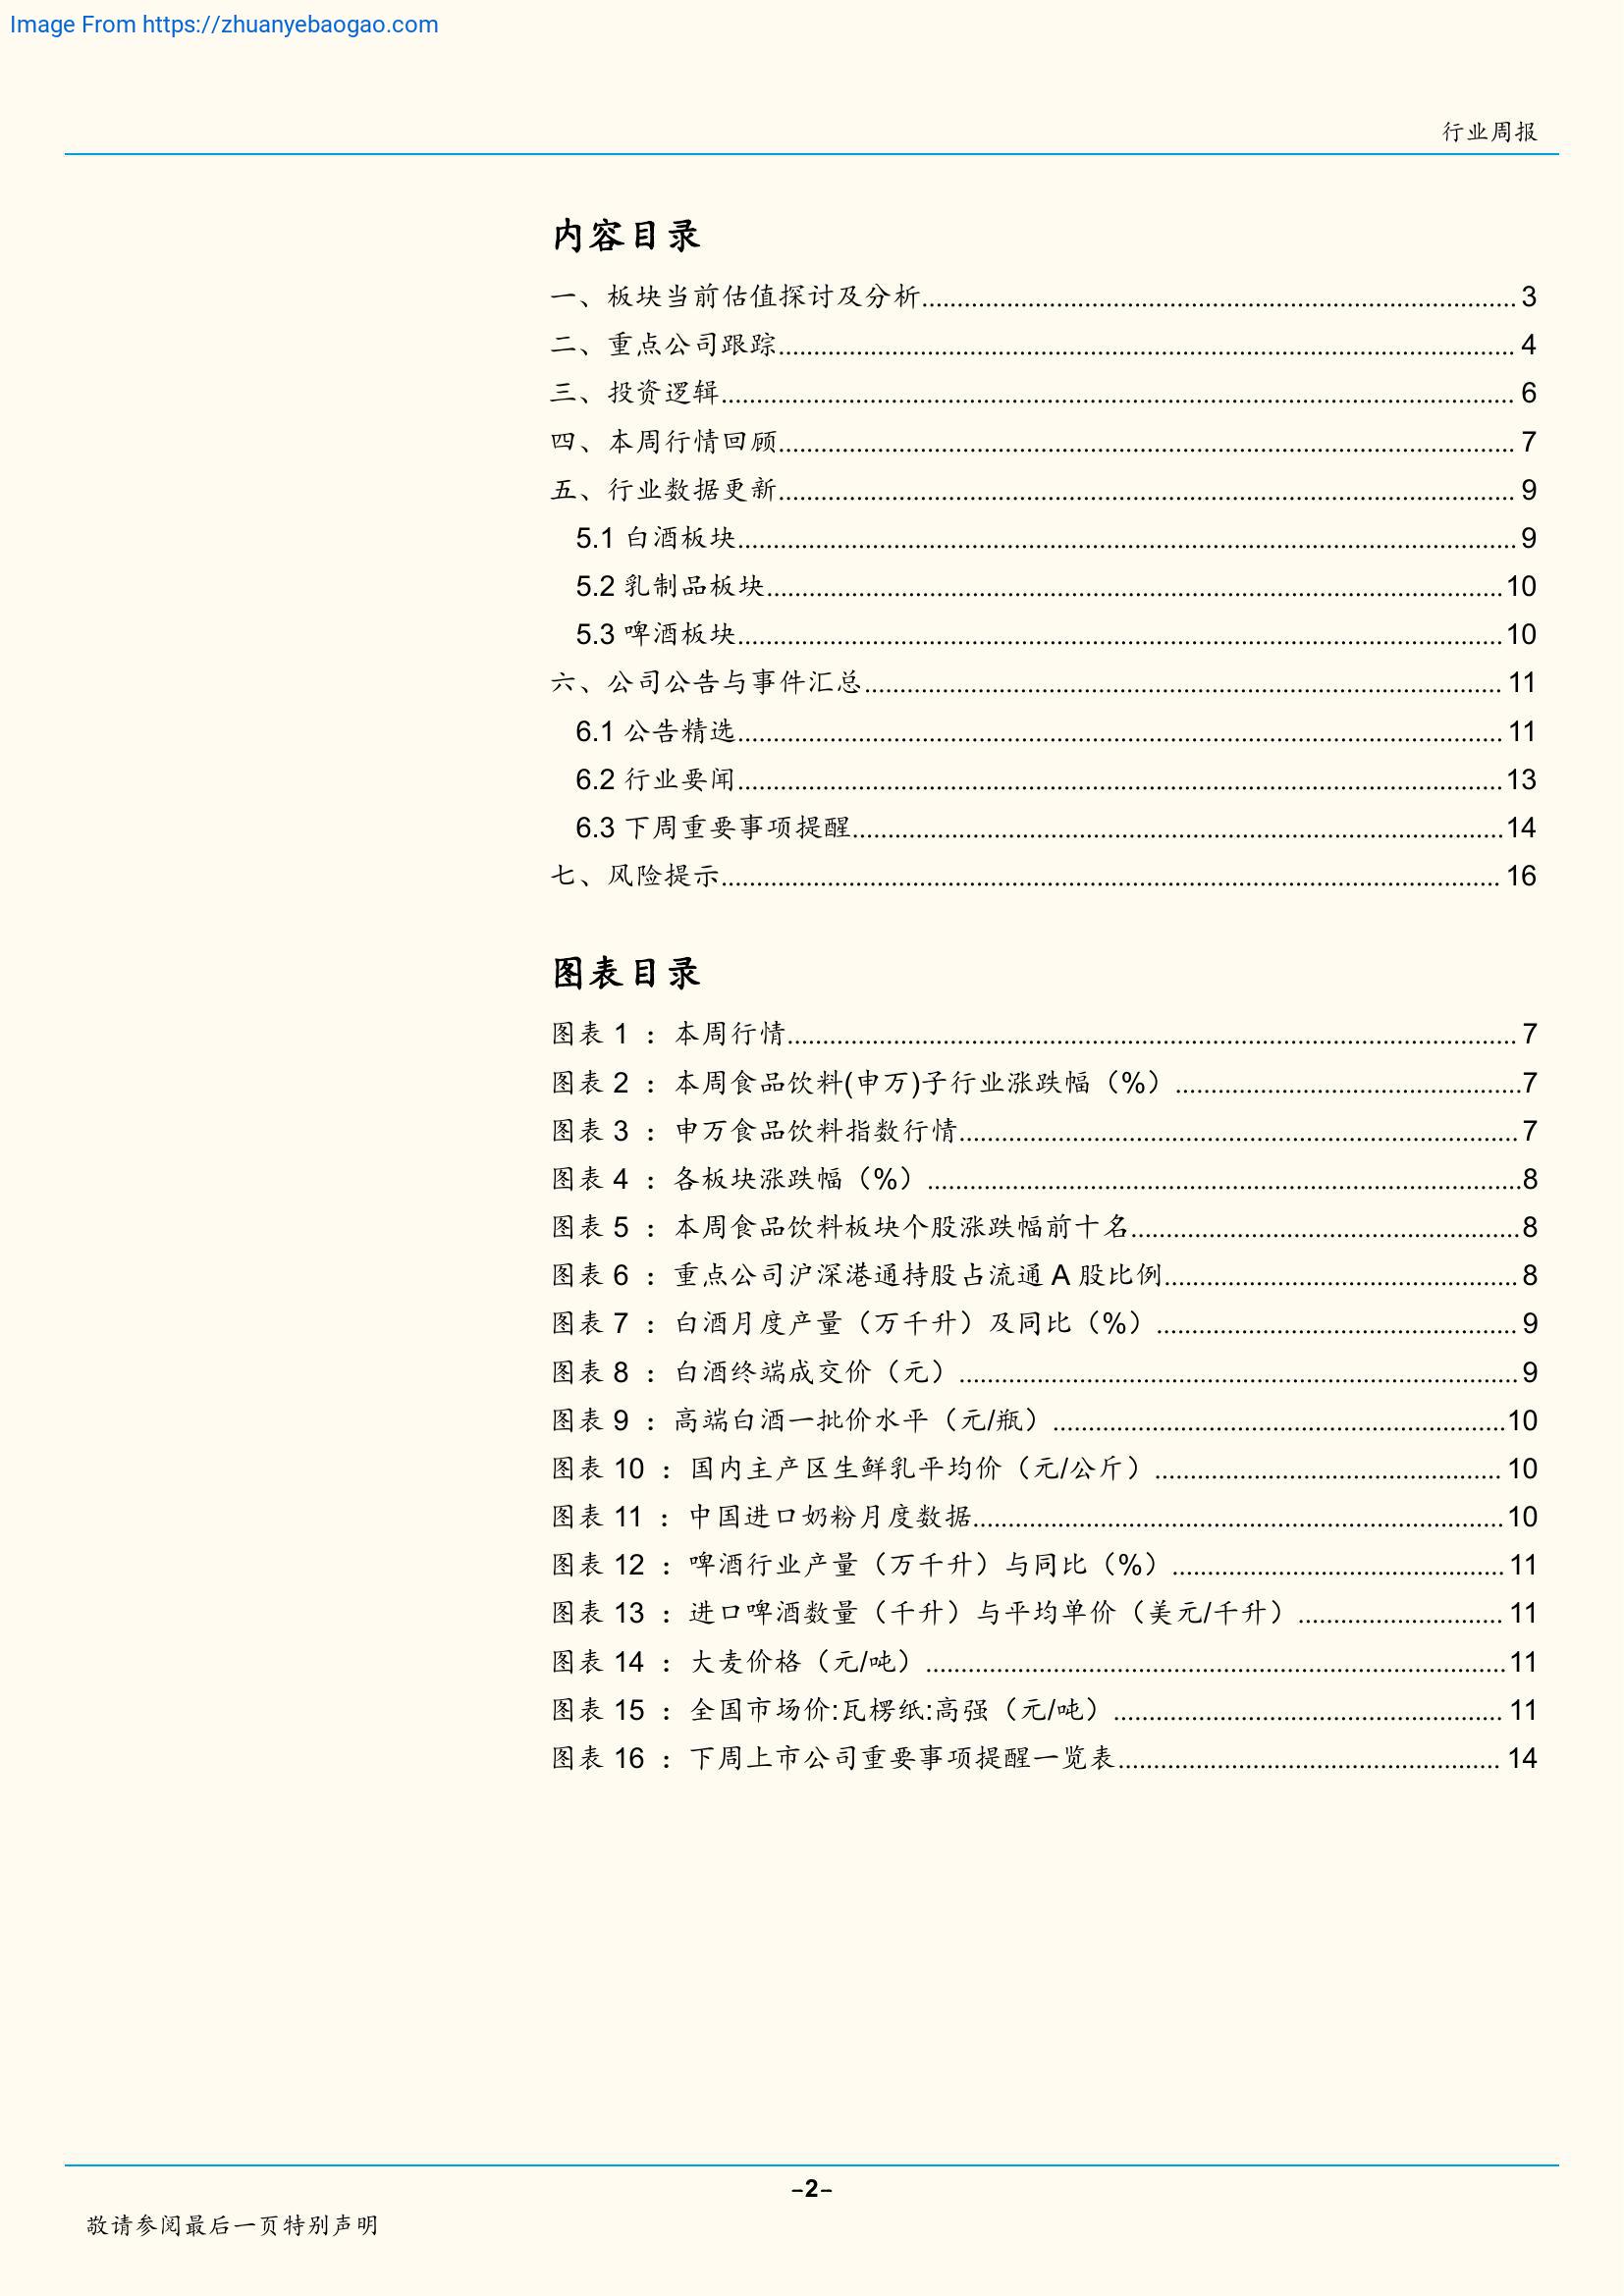 Image From https://zhuanyebaogao.com
行业周报
内容目录
一、板块当前估值探讨及分析 3
二、重点公司跟踪 4
三、投资逻辑 6
四、本周行情回顾 7
五、行业数据更新 9
5.1 白酒板块 9
5.2 乳制品板块 10
5.3 啤酒板块 10
六、公司公告与事件汇总 11
6.1 公告精选 11
6.2 行业要闻 13
6.3 下周重要事项提醒 14
七、风险提示 16
图表目录
图表 1 ：本周行情 7
图表 2 ：本周食品饮料(申万)子行业涨跌幅（%） 7
图表 3 ：申万食品饮料指数行情 7
图表 4 ：各板块涨跌幅（%） 8
图表 5 ：本周食品饮料板块个股涨跌幅前十名 8
图表 6 ：重点公司沪深港通持股占流通 A 股比例 8
图表 7 ：白酒月度产量（万千升）及同比（%） 9
图表 8 ：白酒终端成交价（元） 9
图表 9 ：高端白酒一批价水平（元/瓶） 10
图表 10 ：国内主产区生鲜乳平均价（元/公斤） 10
图表 11 ：中国进口奶粉月度数据 10
图表 12 ：啤酒行业产量（万千升）与同比（%） 11
图表 13 ：进口啤酒数量（千升）与平均单价（美元/千升） 11
图表 14 ：大麦价格（元/吨） 11
图表 15 ：全国市场价:瓦楞纸:高强（元/吨） 11
图表 16 ：下周上市公司重要事项提醒一览表 14
-2-
敬请参阅最后一页特别声明